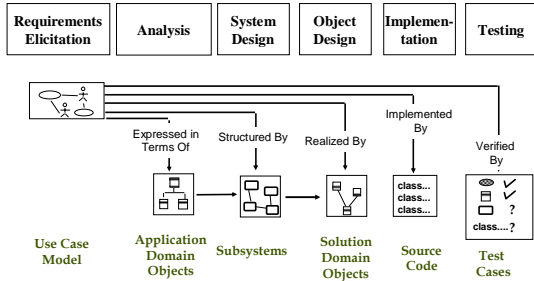 Requirements
Elicitation
Analysis
System
Design
Object
Design
Implemen-
tation
Testing
Expressed in
Terms Of
Structured By
Realized By
Implemented
By
Verified
By
class...
class...
class...
?
class....?
Use Case
Model
Application
Domain
Objects
Subsystems
Solution
Domain
Objects
Source
Code
Test
Cases